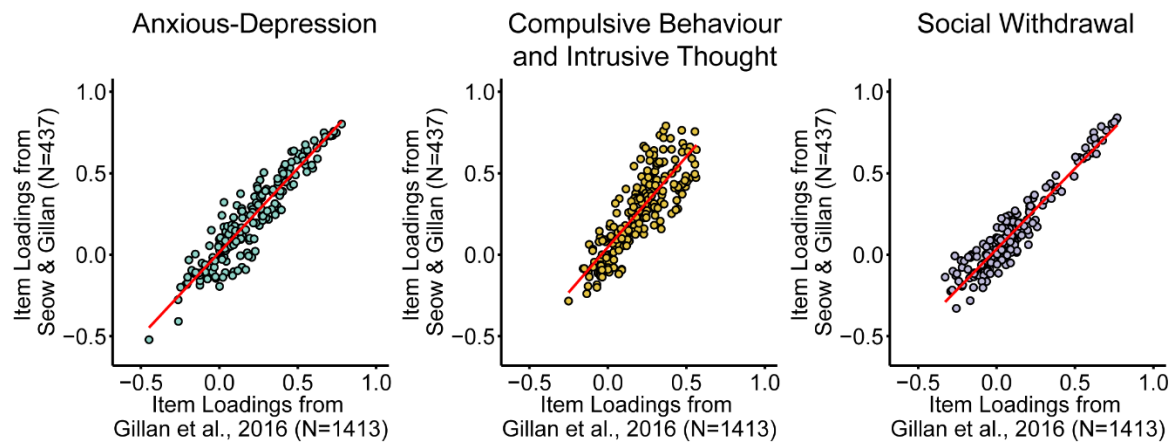 Anxious-Depression
Item Loadings from
Seow & Gillan (N=437)
1.0
0.5
0.0
−0.5
−0.5 0.0 0.5 1.0
Item Loadings from
Gillan et al., 2016 (N=1413)
Compulsive Behaviour
and Intrusive Thought
Item Loadings from
Seow & Gillan (N=437)
1.0
0.5
0.0
−0.5
−0.5 0.0 0.5 1.0
Item Loadings from
Gillan et al., 2016 (N=1413)
Social Withdrawal
Item Loadings from
Seow & Gillan (N=437)
1.0
0.5
0.0
−0.5
−0.5 0.0 0.5 1.0
Item Loadings from
Gillan et al., 2016 (N=1413)